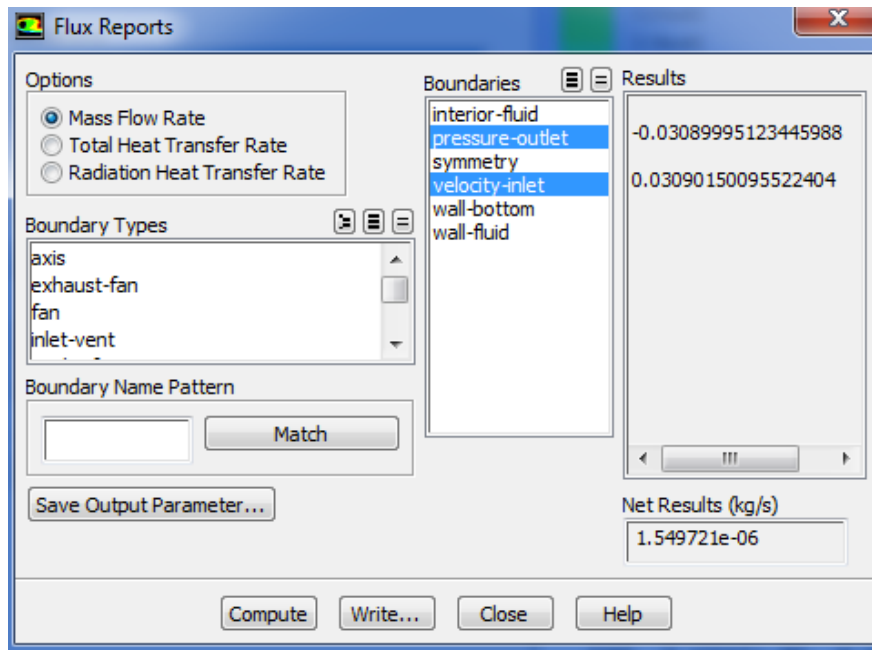 Flux Reports
Options
Mass Flow Rate
Total Heat Transfer Rate
Radiation Heat Transfer Rate
Boundary Types
axis
exhaust-fan
fan
inlet-vent
Boundary Name Pattern
Match
Save Output Parameter...
Boundaries
interior-fluid
pressure-outlet
symmetry
velocity-inlet
wall-bottom
wall-fluid
Results
-0.03089995123445988
0.03090150095522404
Net Results (kg/s)
1.549721e-06
Compute
Write...
Close
Help